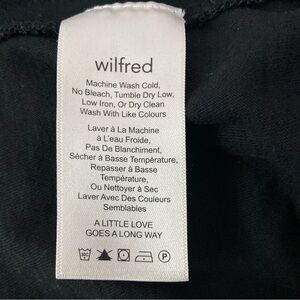 wilfred
Machine Wash Cold,
No Bleach, Tumble Dry Low,
Low Iron, Or Dry Clean
Wash With Like Colours
Laver à La Machine
à L'eau Froide,
Pas De Blanchiment,
Sécher à Basse Température,
Repasser à Basse
Température,
Ou Nettoyer à Sec
Laver Avec Des Couleurs
Semblables
A LITTLE LOVE
GOES A LONG WAY